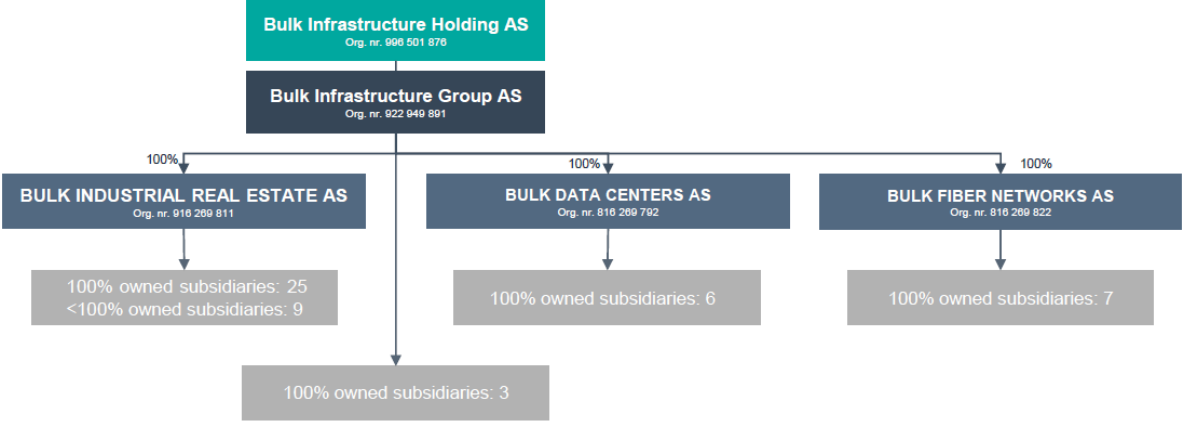 Bulk Infrastructure Holding AS
Org. nr. 996 501 876
Bulk Infrastructure Group AS
Org. nr. 922 949 891
100%
100%
100%
BULK INDUSTRIAL REAL ESTATE AS
Org. nr. 916 269 811
BULK DATA CENTERS AS
Org. nr. 816 269 792
BULK FIBER NETWORKS AS
Org. nr. 816 269 822
100% owned subsidiaries: 25
<100% owned subsidiaries: 9
100% owned subsidiaries: 6
100% owned subsidiaries: 7
100% owned subsidiaries: 3